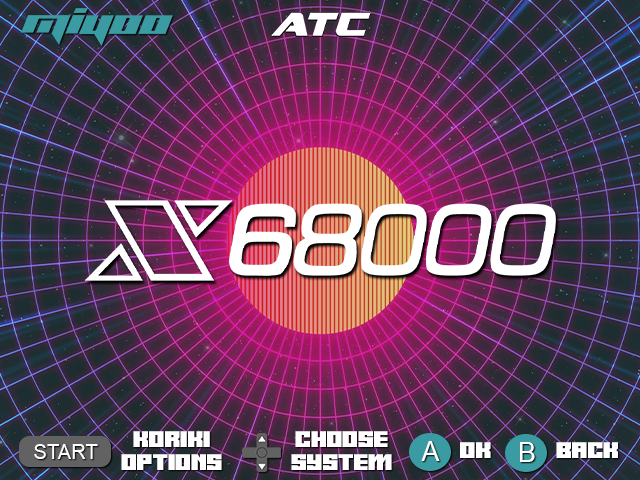 miyoo
ATC
X68000
START
KORIKI
OPTIONS
CHOOSE
SYSTEM
A
OK
B
BACK